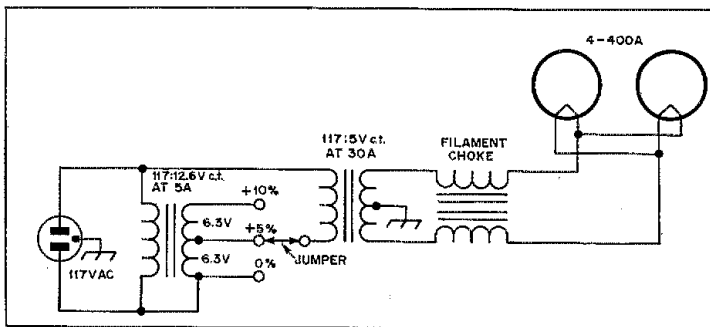 4-400A
117:5V c.t.
AT 30A
FILAMENT
CHOKE
117:12.6V c.t.
AT 5A
+10%
6.3V
+5%
6.3V
0%
JUMPER
117VAC